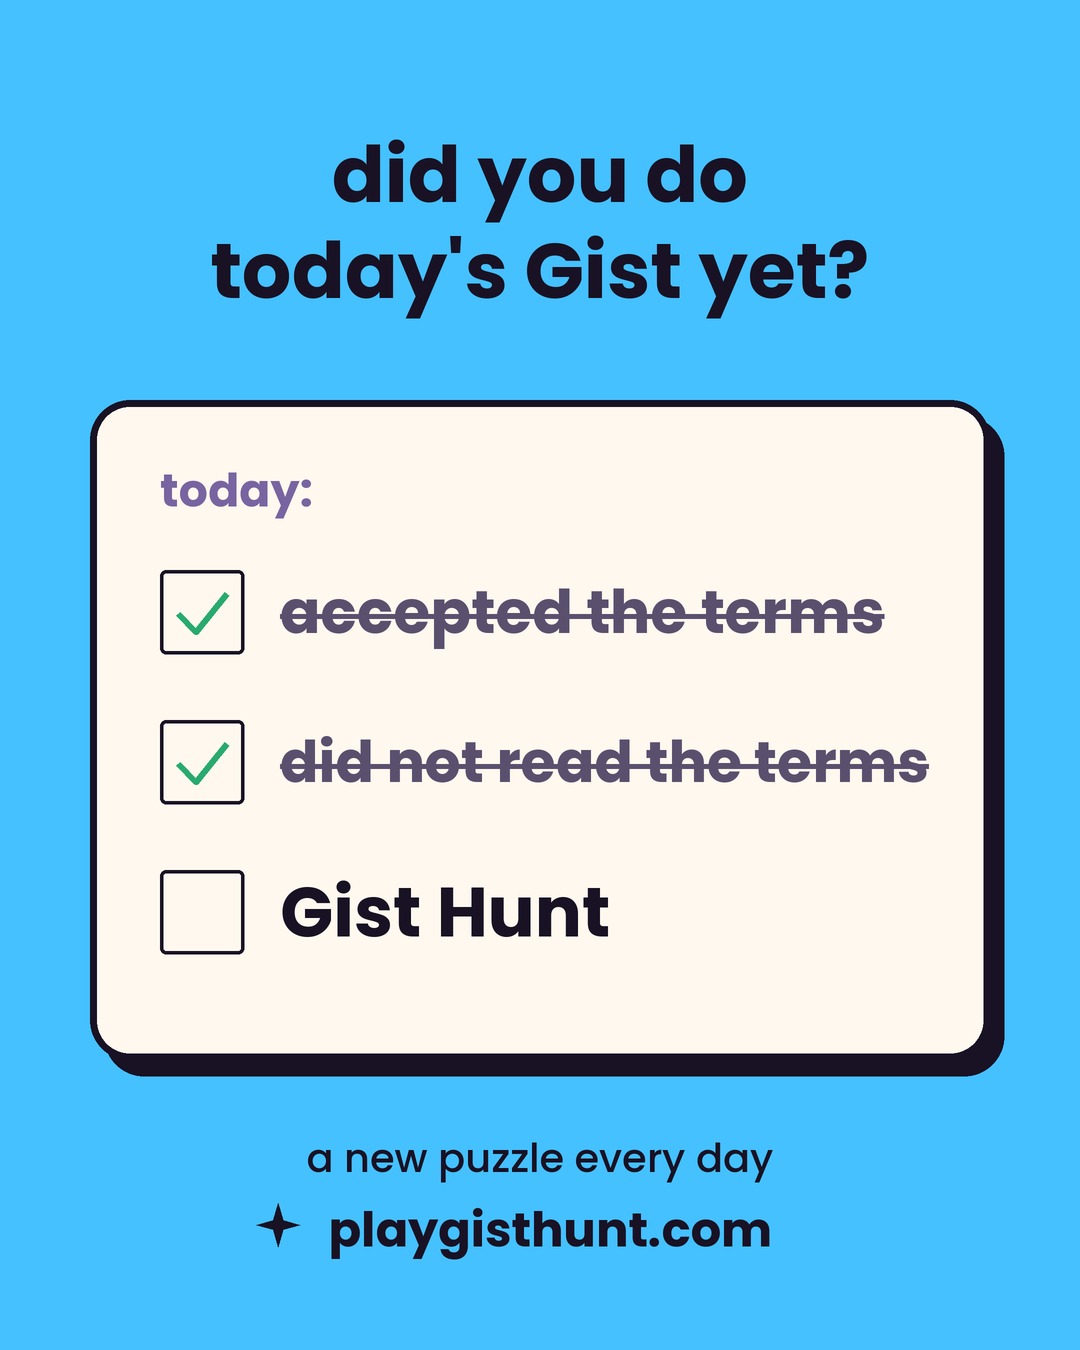 did you do
today's Gist yet?
today:
accepted the terms
did not read the terms
Gist Hunt
a new puzzle every day
playgisthunt.com